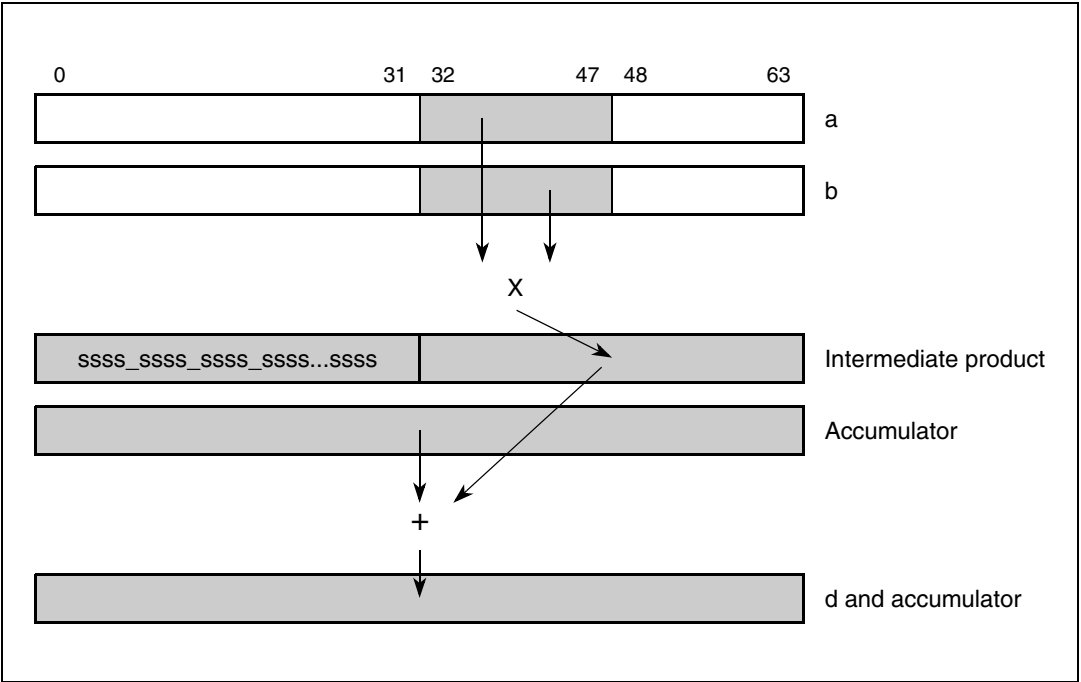 0 31 32 47 48 63
a
b
X
ssss_ssss_ssss_ssss...ssss Intermediate product
Accumulator
+
d and accumulator